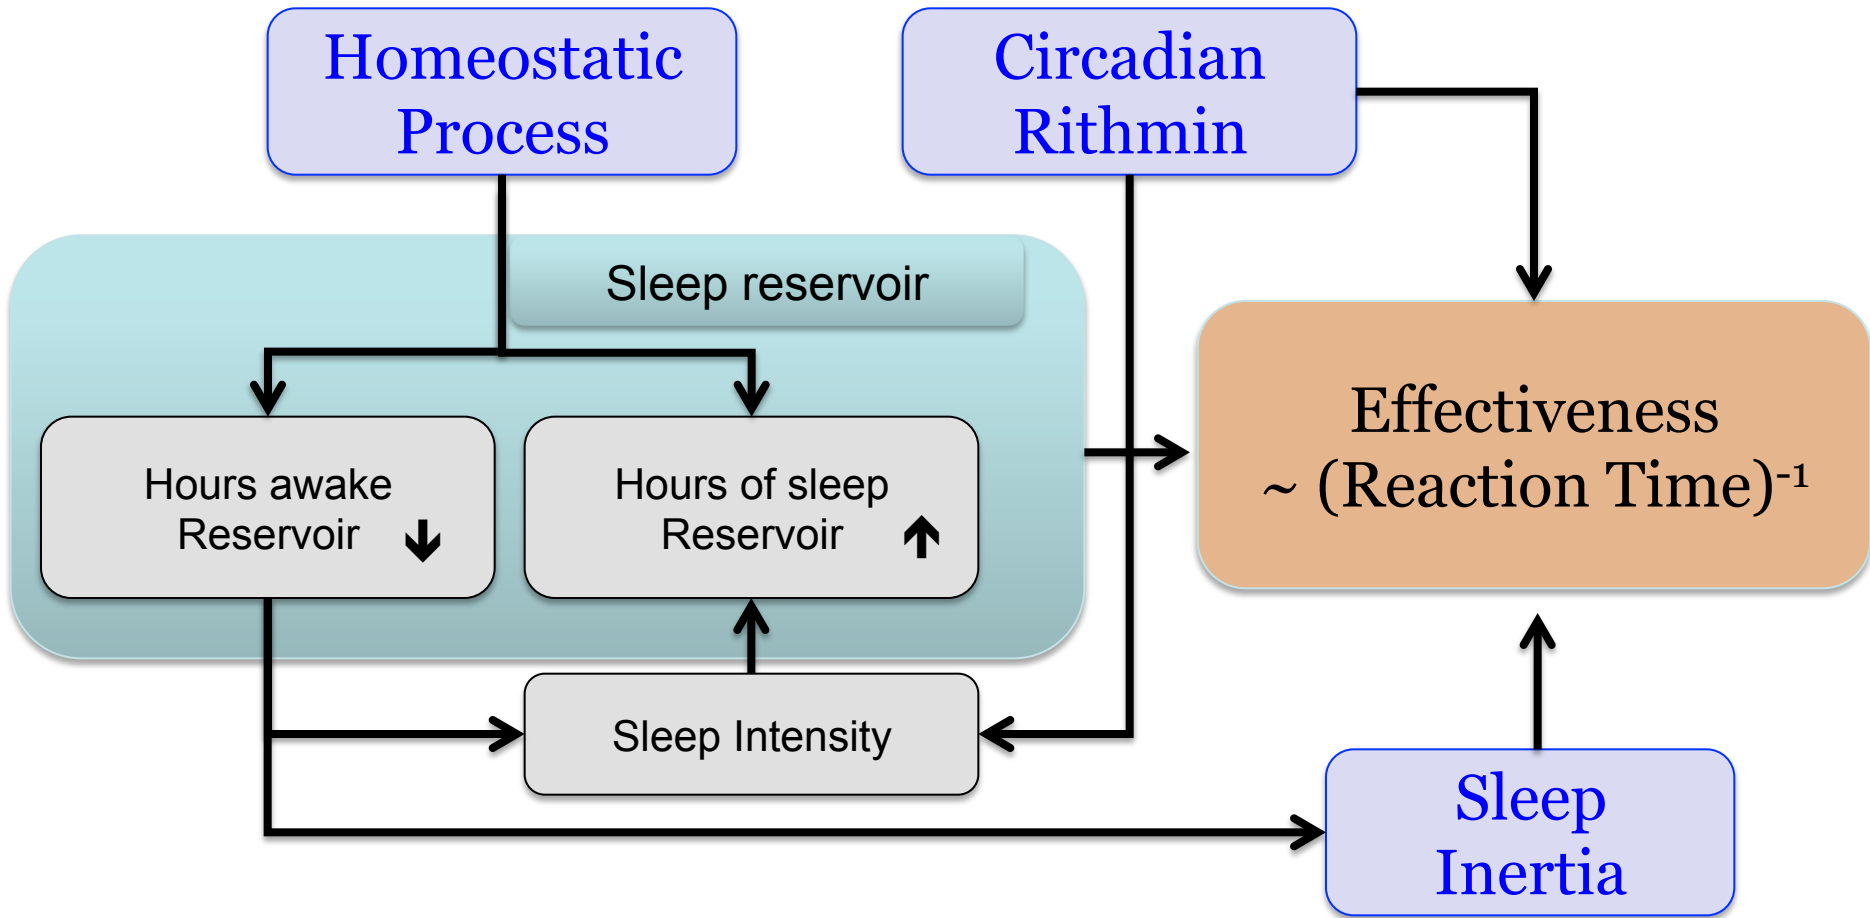 Homeostatic
Process
Circadian
Rithmin
Sleep reservoir
Hours awake
Reservoir ↓
Hours of sleep
Reservoir ↑
Effectiveness
~ (Reaction Time)⁻¹
Sleep Intensity
Sleep
Inertia